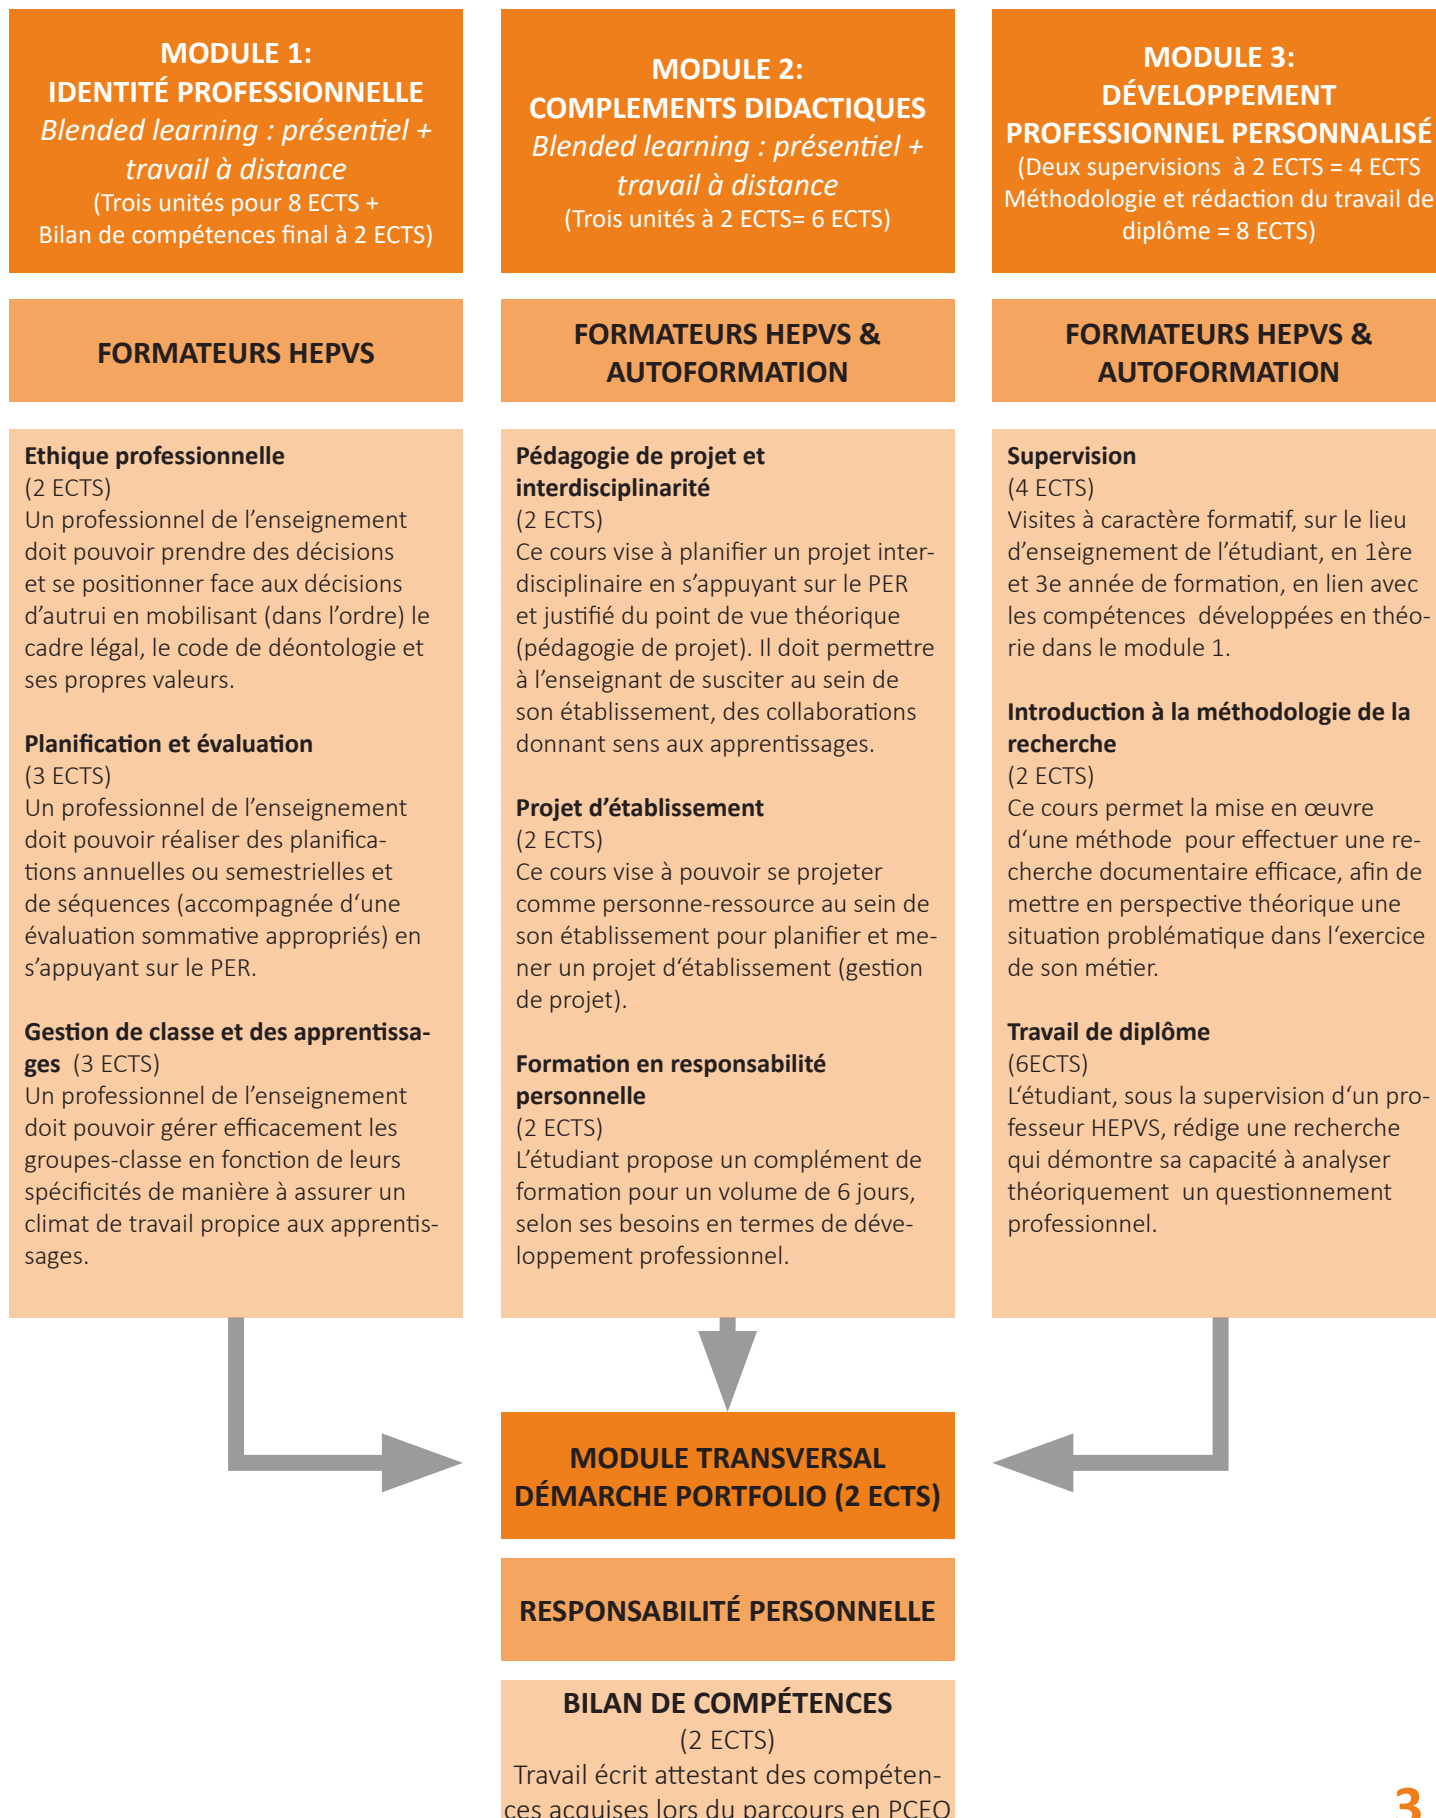 MODULE 1:
IDENTITÉ PROFESSIONNELLE
Blended learning : présentiel +
travail à distance
(Trois unités pour 8 ECTS +
Bilan de compétences final à 2 ECTS)
FORMATEURS HEPVS
Ethique professionnelle
(2 ECTS)
Un professionnel de l’enseignement
doit pouvoir prendre des décisions
et se positionner face aux décisions
d’autrui en mobilisant (dans l’ordre) le
cadre légal, le code de déontologie et
ses propres valeurs.
Planification et évaluation
(3 ECTS)
Un professionnel de l’enseignement
doit pouvoir réaliser des planifica-
tions annuelles ou semestrielles et
de séquences (accompagnée d‘une
évaluation sommative appropriés) en
s’appuyant sur le PER.
Gestion de classe et des apprentissa-
ges (3 ECTS)
Un professionnel de l’enseignement
doit pouvoir gérer efficacement les
groupes-classe en fonction de leurs
spécificités de manière à assurer un
climat de travail propice aux apprentis-
sages.
MODULE 2:
COMPLEMENTS DIDACTIQUES
Blended learning : présentiel +
travail à distance
(Trois unités à 2 ECTS= 6 ECTS)
FORMATEURS HEPVS &
AUTOFORMATION
Pédagogie de projet et
interdisciplinarité
(2 ECTS)
Ce cours vise à planifier un projet inter-
disciplinaire en s’appuyant sur le PER
et justifié du point de vue théorique
(pédagogie de projet). Il doit permettre
à l’enseignant de susciter au sein de
son établissement, des collaborations
donnant sens aux apprentissages.
Projet d’établissement
(2 ECTS)
Ce cours vise à pouvoir se projeter
comme personne-ressource au sein de
son établissement pour planifier et me-
ner un projet d‘établissement (gestion
de projet).
Formation en responsabilité
personnelle
(2 ECTS)
L’étudiant propose un complément de
formation pour un volume de 6 jours,
selon ses besoins en termes de déve-
loppement professionnel.
MODULE 3:
DÉVELOPPEMENT
PROFESSIONNEL PERSONNALISÉ
(Deux supervisions à 2 ECTS = 4 ECTS
Méthodologie et rédaction du travail de
diplôme = 8 ECTS)
FORMATEURS HEPVS &
AUTOFORMATION
Supervision
(4 ECTS)
Visites à caractère formatif, sur le lieu
d’enseignement de l’étudiant, en 1ère
et 3e année de formation, en lien avec
les compétences développées en théo-
rie dans le module 1.
Introduction à la méthodologie de la
recherche
(2 ECTS)
Ce cours permet la mise en œuvre
d‘une méthode pour effectuer une re-
cherche documentaire efficace, afin de
mettre en perspective théorique une
situation problématique dans l‘exercice
de son métier.
Travail de diplôme
(6ECTS)
L‘étudiant, sous la supervision d‘un pro-
fesseur HEPVS, rédige une recherche
qui démontre sa capacité à analyser
théoriquement un questionnement
professionnel.
MODULE TRANSVERSAL
DÉMARCHE PORTFOLIO (2 ECTS)
RESPONSABILITÉ PERSONNELLE
BILAN DE COMPÉTENCES
(2 ECTS)
Travail écrit attestant des compéten-
ces acquises lors du parcours en PCEO
3